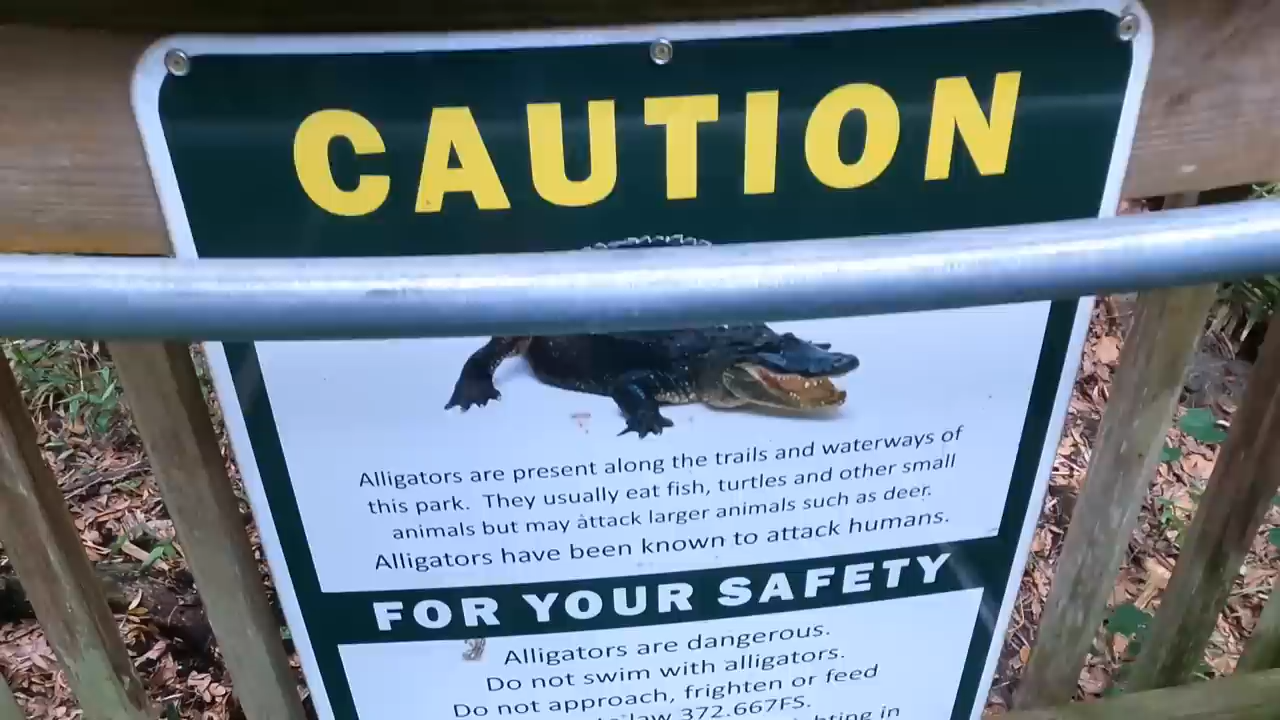 CAUTION
Alligators are present along the trails and waterways of
this park. They usually eat fish, turtles and other small
animals but may attack larger animals such as deer.
Alligators have been known to attack humans.
FOR YOUR SAFETY
Alligators are dangerous.
Do not swim with alligators.
Do not approach, frighten or feed
law 372.667FS.
in